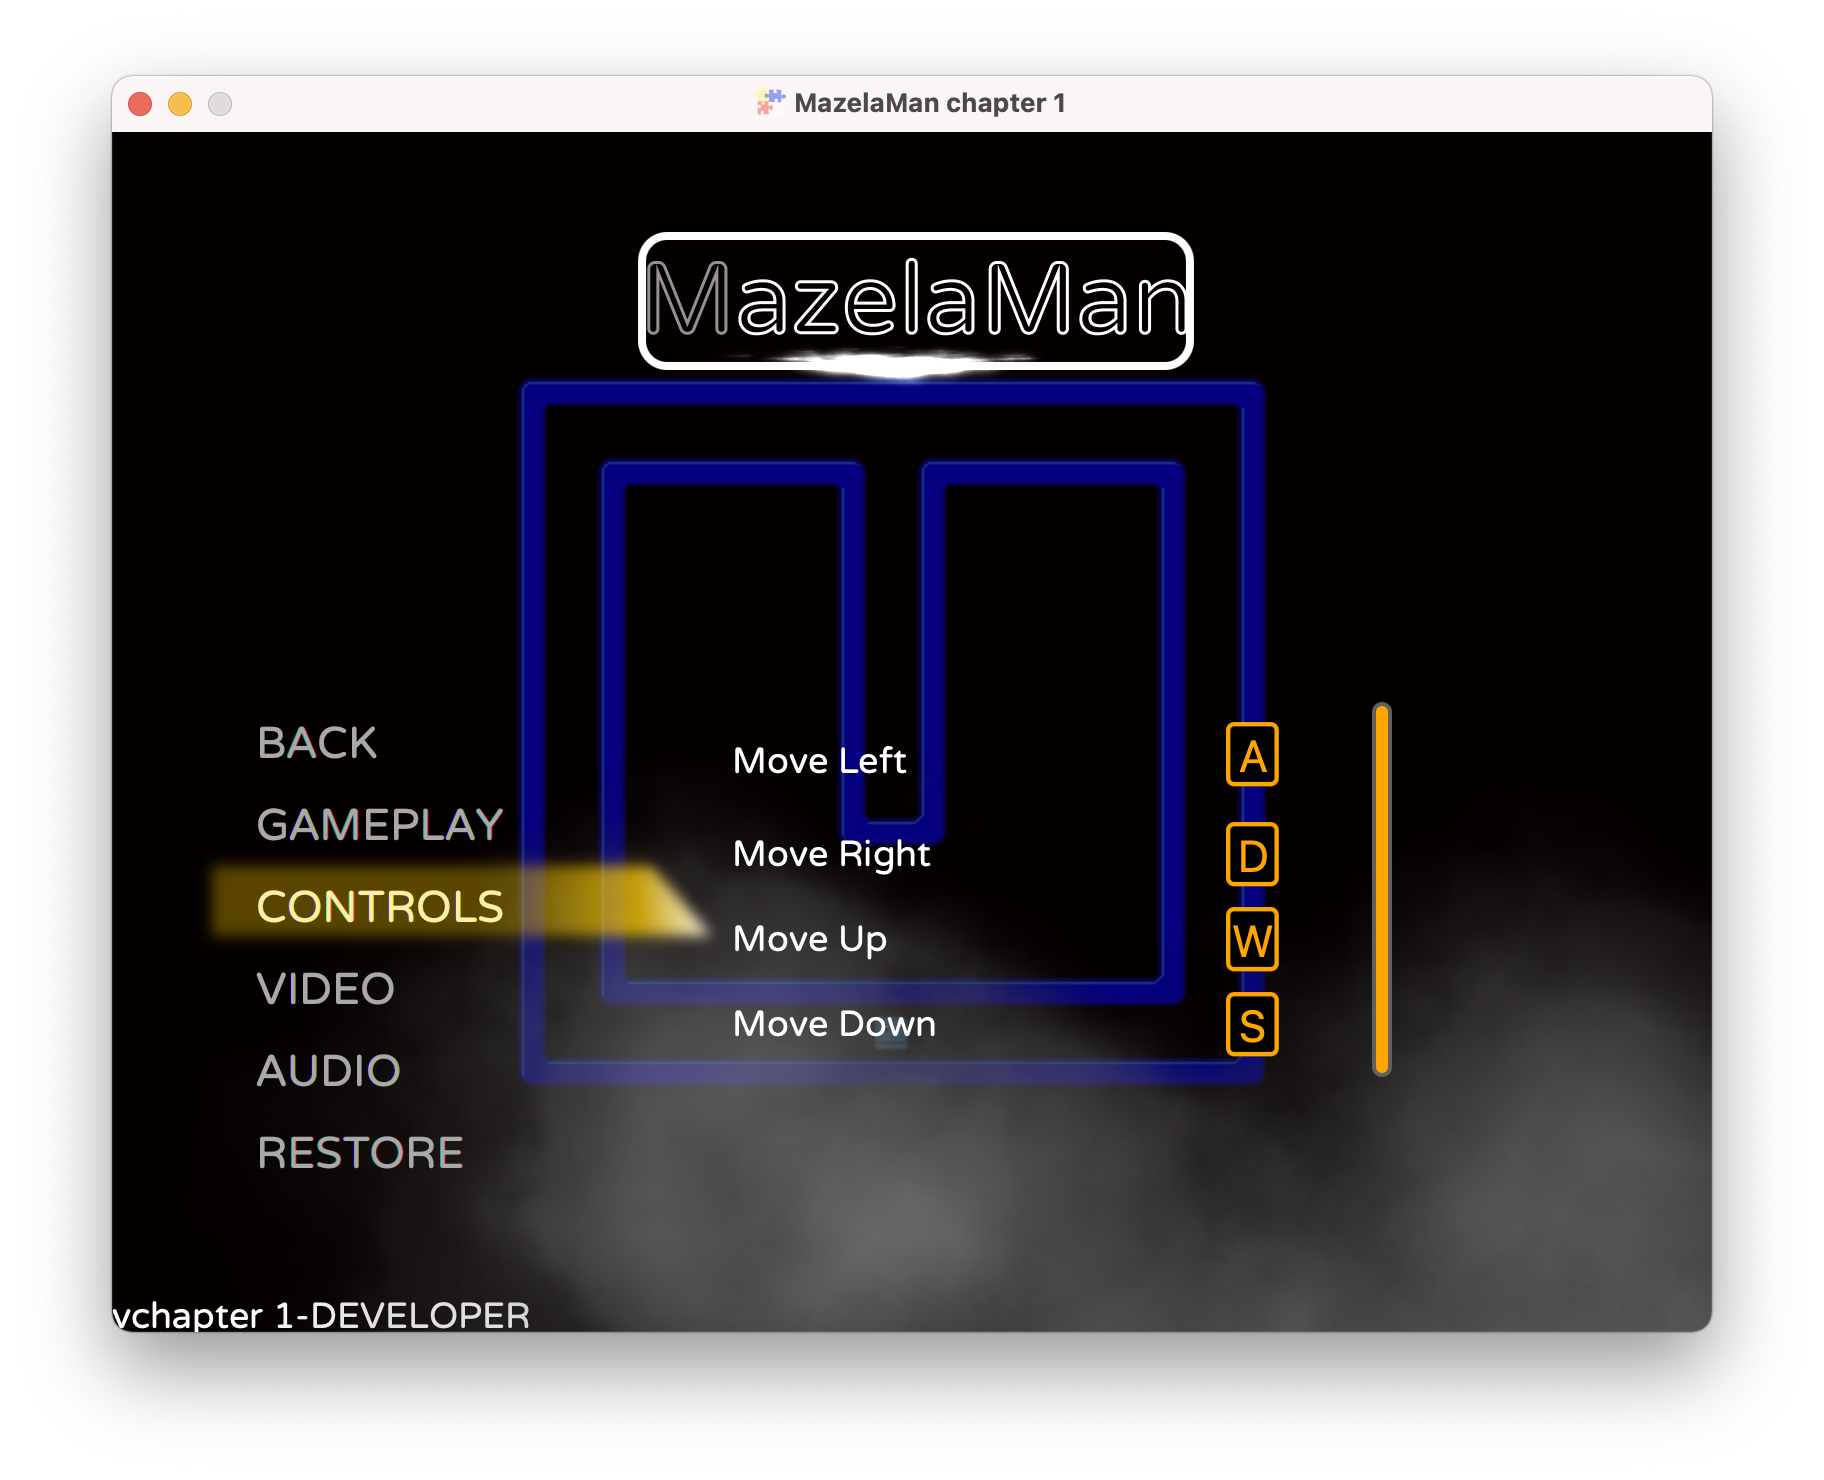 MazelaMan chapter 1
MazelaMan
BACK
GAMEPLAY
CONTROLS
VIDEO
AUDIO
RESTORE
Move Left A
Move Right D
Move Up W
Move Down S
vchapter 1-DEVELOPER